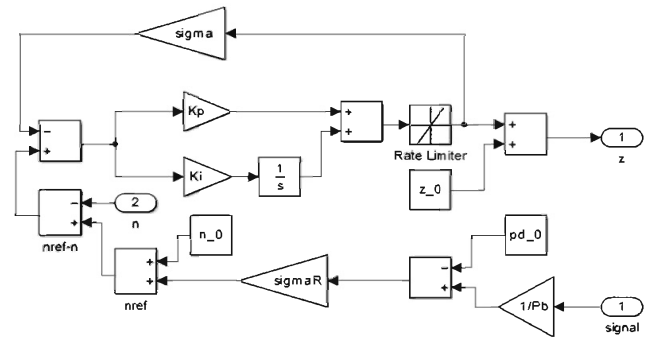 sigma
−
+
Kp
Ki
1
s
+
+
Rate Limiter
+
+
1
z
z_0
−
+
2
n
nref-n
n_0
+
+
nref
sigmaR
pd_0
−
+
1/Pb
1
signal